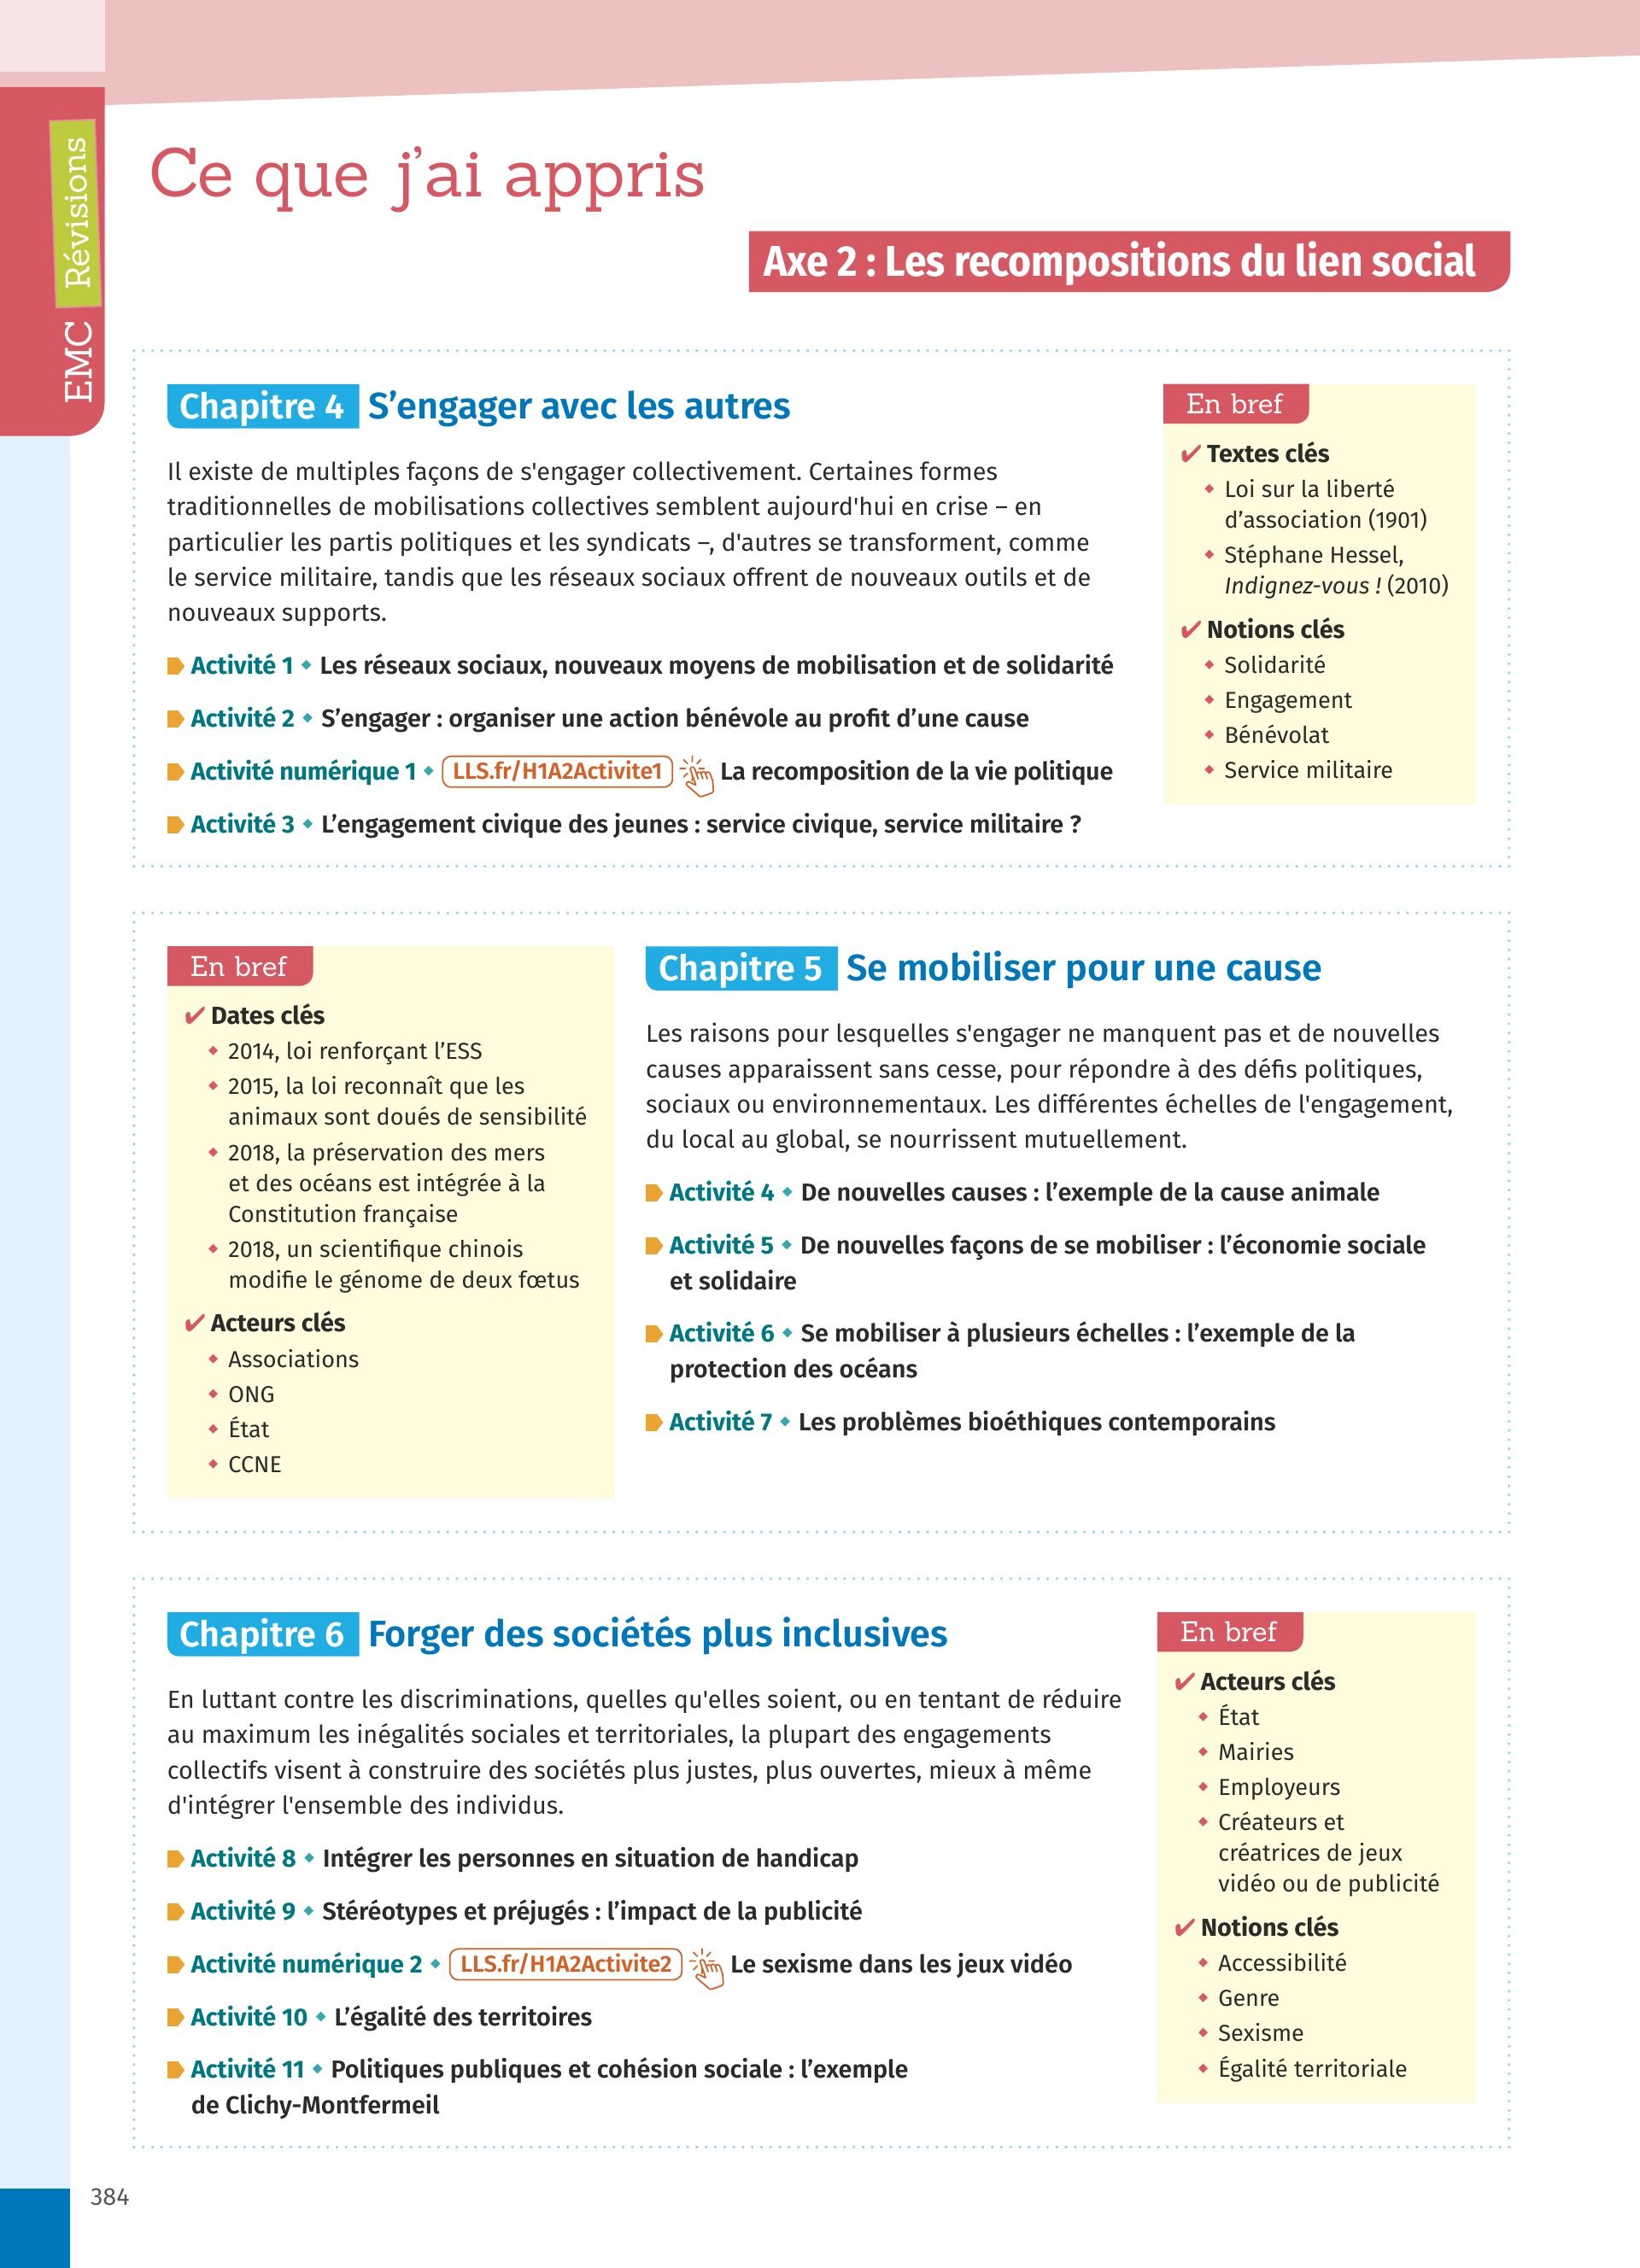 EMC Révisions
Ce que j’ai appris
Axe 2 : Les recompositions du lien social
Chapitre 4 S’engager avec les autres
Il existe de multiples façons de s'engager collectivement. Certaines formes
traditionnelles de mobilisations collectives semblent aujourd'hui en crise – en
particulier les partis politiques et les syndicats –, d'autres se transforment, comme
le service militaire, tandis que les réseaux sociaux offrent de nouveaux outils et de
nouveaux supports.
Activité 1 • Les réseaux sociaux, nouveaux moyens de mobilisation et de solidarité
Activité 2 • S’engager : organiser une action bénévole au profit d’une cause
Activité numérique 1 • LLS.fr/H1A2Activite1 La recomposition de la vie politique
Activité 3 • L’engagement civique des jeunes : service civique, service militaire ?
En bref
✔ Textes clés
• Loi sur la liberté
d’association (1901)
• Stéphane Hessel,
Indignez-vous ! (2010)
✔ Notions clés
• Solidarité
• Engagement
• Bénévolat
• Service militaire
En bref
✔ Dates clés
• 2014, loi renforçant l’ESS
• 2015, la loi reconnaît que les
animaux sont doués de sensibilité
• 2018, la préservation des mers
et des océans est intégrée à la
Constitution française
• 2018, un scientifique chinois
modifie le génome de deux fœtus
✔ Acteurs clés
• Associations
• ONG
• État
• CCNE
Chapitre 5 Se mobiliser pour une cause
Les raisons pour lesquelles s'engager ne manquent pas et de nouvelles
causes apparaissent sans cesse, pour répondre à des défis politiques,
sociaux ou environnementaux. Les différentes échelles de l'engagement,
du local au global, se nourrissent mutuellement.
Activité 4 • De nouvelles causes : l’exemple de la cause animale
Activité 5 • De nouvelles façons de se mobiliser : l’économie sociale
et solidaire
Activité 6 • Se mobiliser à plusieurs échelles : l’exemple de la
protection des océans
Activité 7 • Les problèmes bioéthiques contemporains
Chapitre 6 Forger des sociétés plus inclusives
En luttant contre les discriminations, quelles qu'elles soient, ou en tentant de réduire
au maximum les inégalités sociales et territoriales, la plupart des engagements
collectifs visent à construire des sociétés plus justes, plus ouvertes, mieux à même
d'intégrer l'ensemble des individus.
Activité 8 • Intégrer les personnes en situation de handicap
Activité 9 • Stéréotypes et préjugés : l’impact de la publicité
Activité numérique 2 • LLS.fr/H1A2Activite2 Le sexisme dans les jeux vidéo
Activité 10 • L’égalité des territoires
Activité 11 • Politiques publiques et cohésion sociale : l’exemple
de Clichy-Montfermeil
En bref
✔ Acteurs clés
• État
• Mairies
• Employeurs
• Créateurs et
créatrices de jeux
vidéo ou de publicité
✔ Notions clés
• Accessibilité
• Genre
• Sexisme
• Égalité territoriale
384